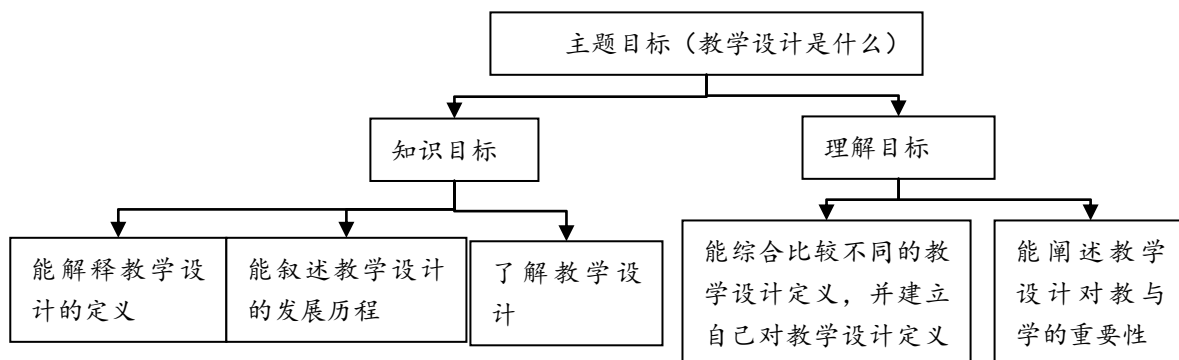 主题目标（教学设计是什么）
知识目标
理解目标
能解释教学设
计的定义
能叙述教学设计
的发展历程
了解教学设
计
能综合比较不同的教
学设计定义，并建立
自己对教学设计定义
能阐述教学
设计对教与
学的重要性